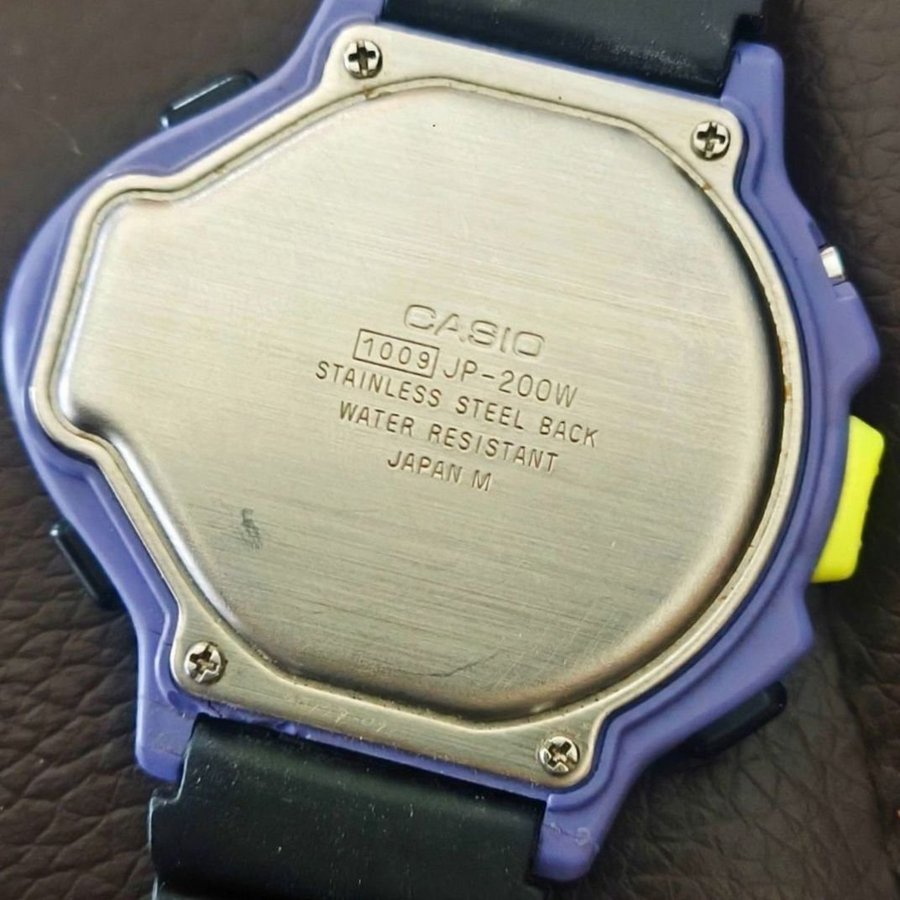 CASIO
1009 JP-200W
STAINLESS STEEL BACK
WATER RESISTANT
JAPAN M